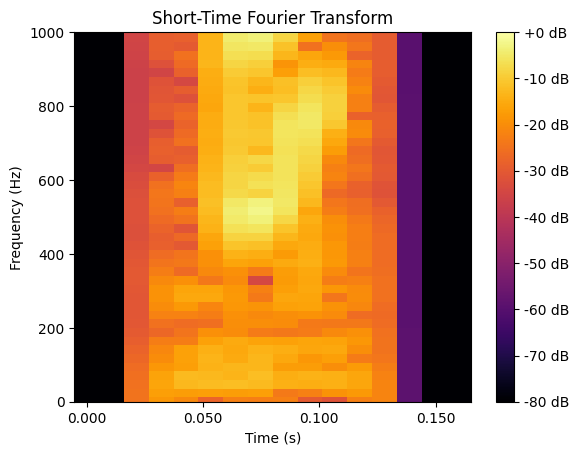 Short-Time Fourier Transform
1000
800
600
400
200
0
Frequency (Hz)
0.000
0.050
0.100
0.150
Time (s)
+0 dB
-10 dB
-20 dB
-30 dB
-40 dB
-50 dB
-60 dB
-70 dB
-80 dB